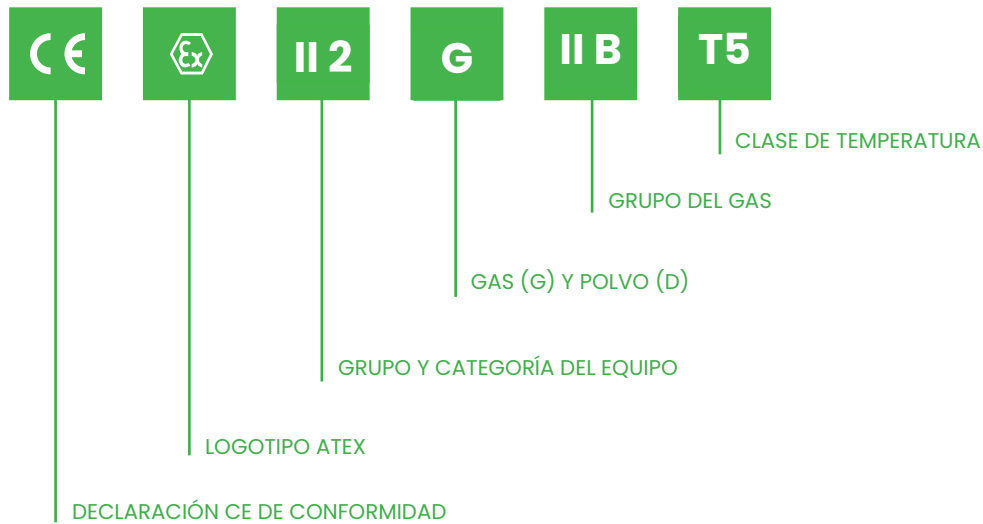 CE Ex II 2 G II B T5
CLASE DE TEMPERATURA
GRUPO DEL GAS
GAS (G) Y POLVO (D)
GRUPO Y CATEGORÍA DEL EQUIPO
LOGOTIPO ATEX
DECLARACIÓN CE DE CONFORMIDAD